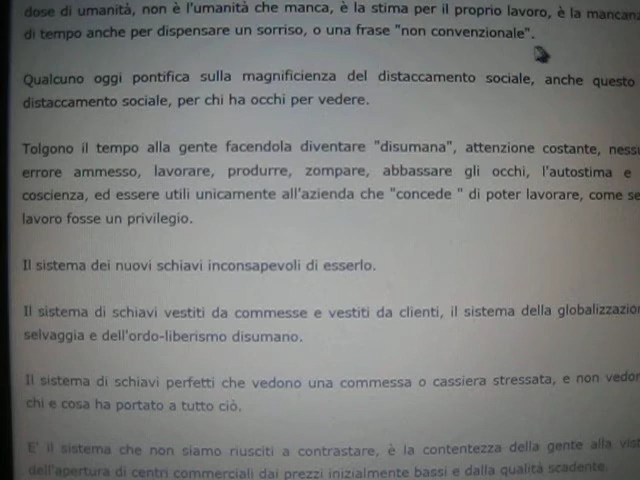 dose di umanità, non è l'umanità che manca, è la stima per il proprio lavoro, è la
di tempo anche per dispensare un sorriso, o una frase "non convenzionale".
Qualcuno oggi pontifica sulla magnificienza del distaccamento sociale, anche questo
distaccamento sociale, per chi ha occhi per vedere.
Tolgono il tempo alla gente facendola diventare "disumana", attenzione costante,
errore ammesso, lavorare, produrre, zompare, abbassare gli occhi, l'autostima e
coscienza, ed essere utili unicamente all'azienda che "concede " di poter lavorare, come
lavoro fosse un privilegio.
Il sistema dei nuovi schiavi inconsapevoli di esserlo.
Il sistema di schiavi vestiti da commesse e vestiti da clienti, il sistema della
selvaggia e dell'ordo-liberismo disumano.
Il sistema di schiavi perfetti che vedono una commessa o cassiera stressata, e non
chi e cosa ha portato a tutto ciò.
E' il sistema che non siamo riusciti a contrastare, è la contentezza della gente alla
dell'apertura di centri commerciali dai prezzi inizialmente bassi e dalla qualità scadente.